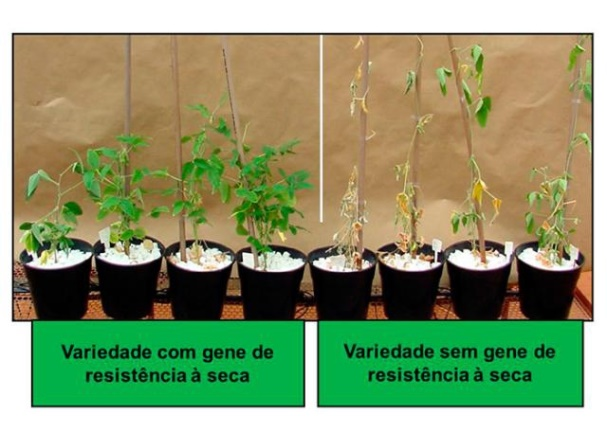 Variedade com gene de
resistência à seca
Variedade sem gene de
resistência à seca